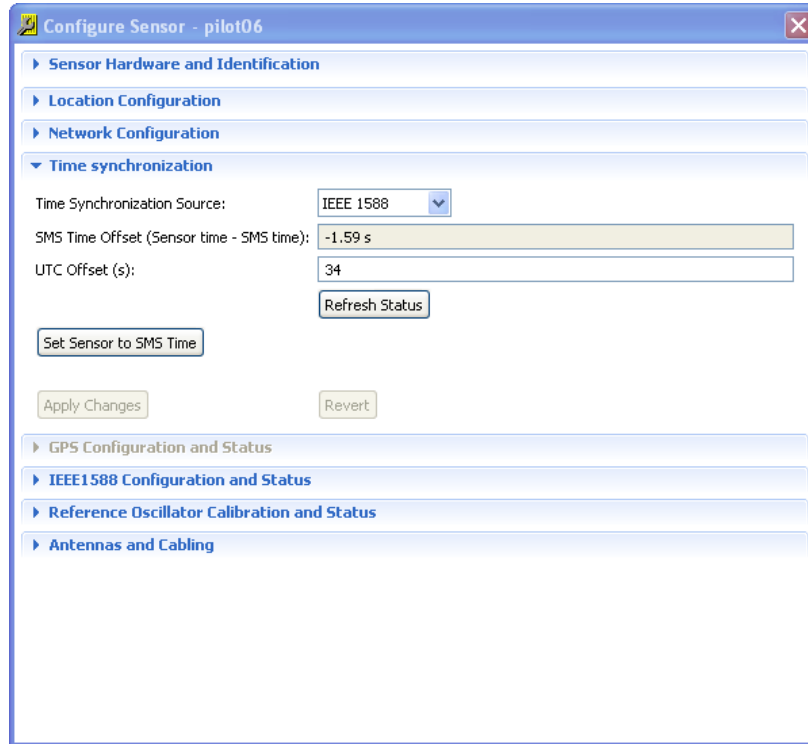 Configure Sensor - pilot06
Sensor Hardware and Identification
Location Configuration
Network Configuration
Time synchronization
Time Synchronization Source: IEEE 1588
SMS Time Offset (Sensor time - SMS time): -1.59 s
UTC Offset (s): 34
Refresh Status
Set Sensor to SMS Time
Apply Changes Revert
GPS Configuration and Status
IEEE1588 Configuration and Status
Reference Oscillator Calibration and Status
Antennas and Cabling